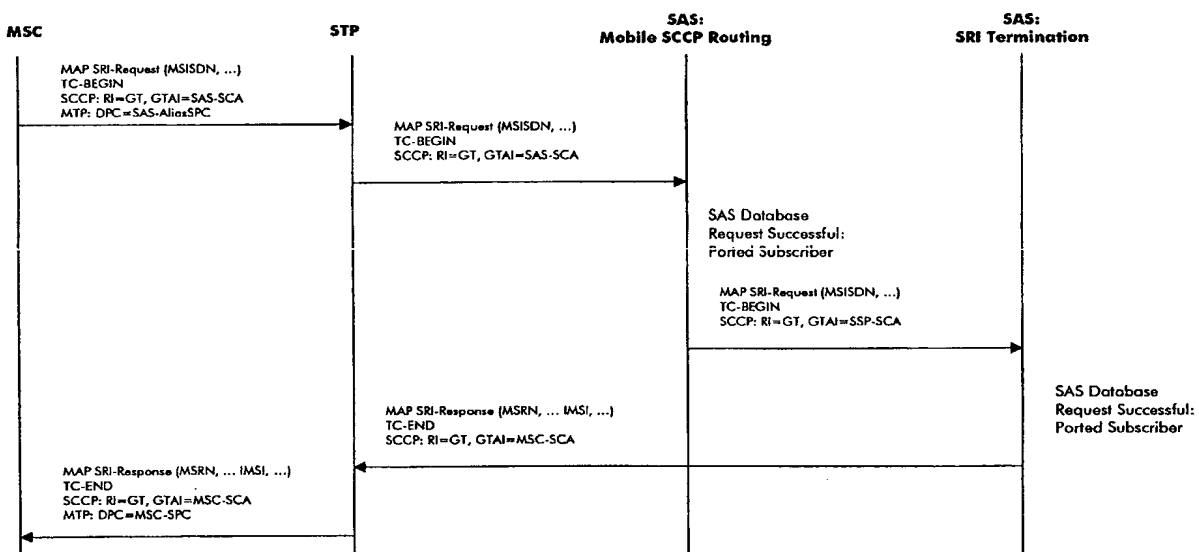 MSC
STP
SAS:
Mobile SCCP Routing
SAS:
SRI Termination
MAP SRI-Request (MSISDN, ...)
TC-BEGIN
SCCP: RI=GT, GTAI=SAS-SCA
MTP: DPC=SAS-AliasSPC
MAP SRI-Request (MSISDN, ...)
TC-BEGIN
SCCP: RI=GT, GTAI=SAS-SCA
SAS Database
Request Successful:
Ported Subscriber
MAP SRI-Request (MSISDN, ...)
TC-BEGIN
SCCP: RI=GT, GTAI=SSP-SCA
SAS Database
Request Successful:
Ported Subscriber
MAP SRI-Response (MSRN, ... IMSI, ...)
TC-END
SCCP: RI=GT, GTAI=MSC-SCA
MAP SRI-Response (MSRN, ... IMSI, ...)
TC-END
SCCP: RI=GT, GTAI=MSC-SCA
MTP: DPC=MSC-SPC